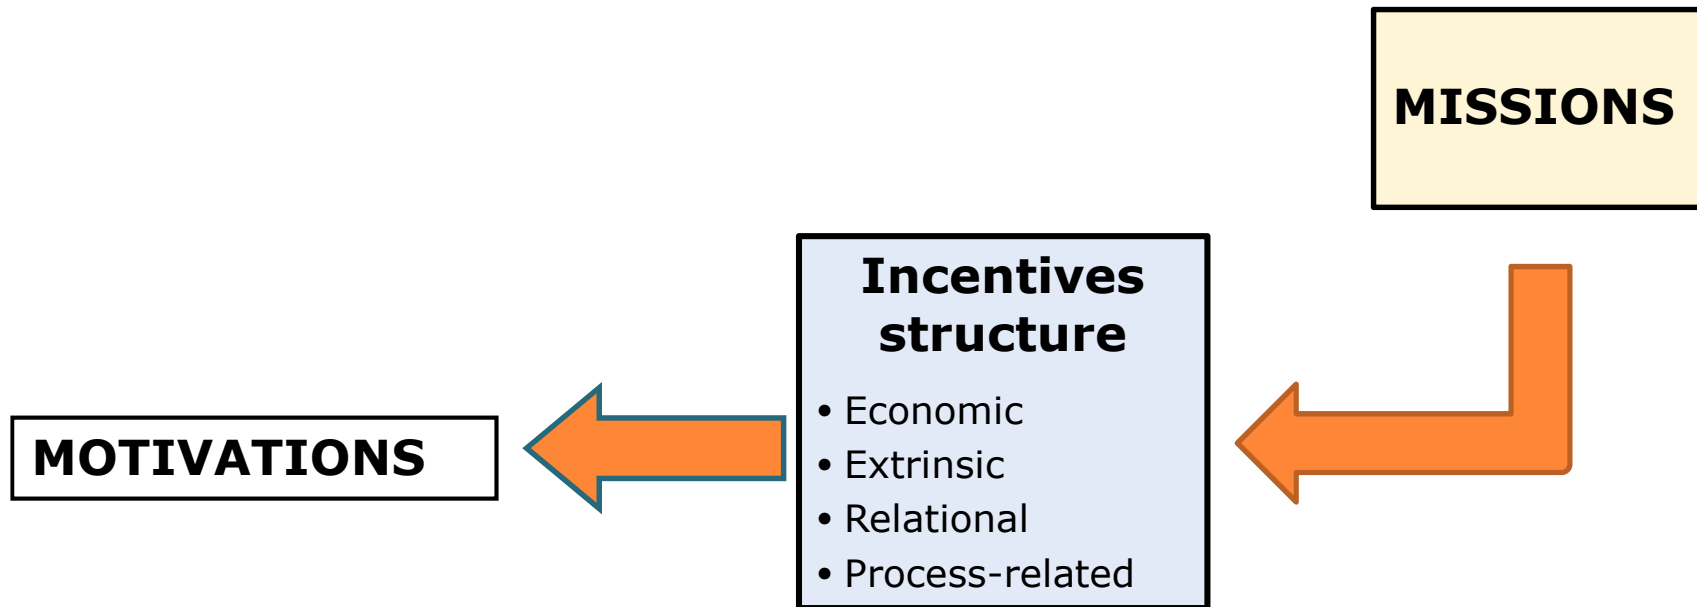 MISSIONS
Incentives
structure
• Economic
• Extrinsic
• Relational
• Process-related
MOTIVATIONS